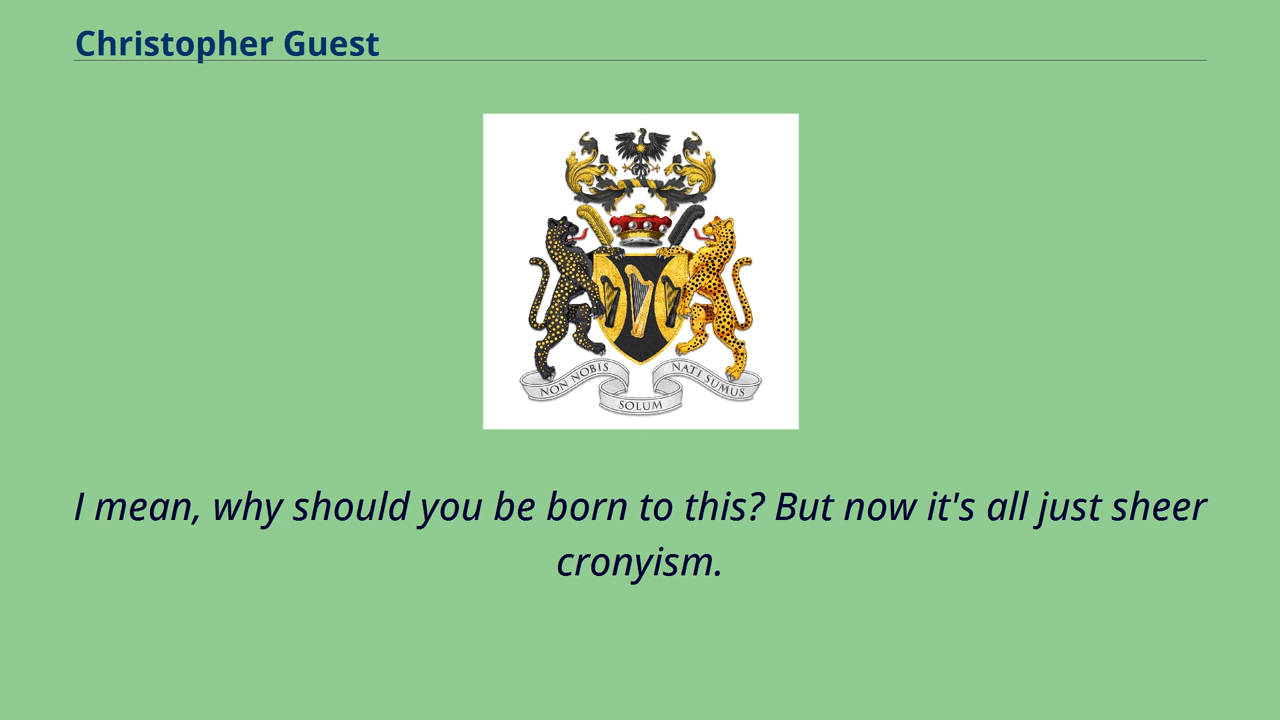 Christopher Guest
NON NOBIS
SOLUM
NATI SUMUS
I mean, why should you be born to this? But now it's all just sheer
cronyism.